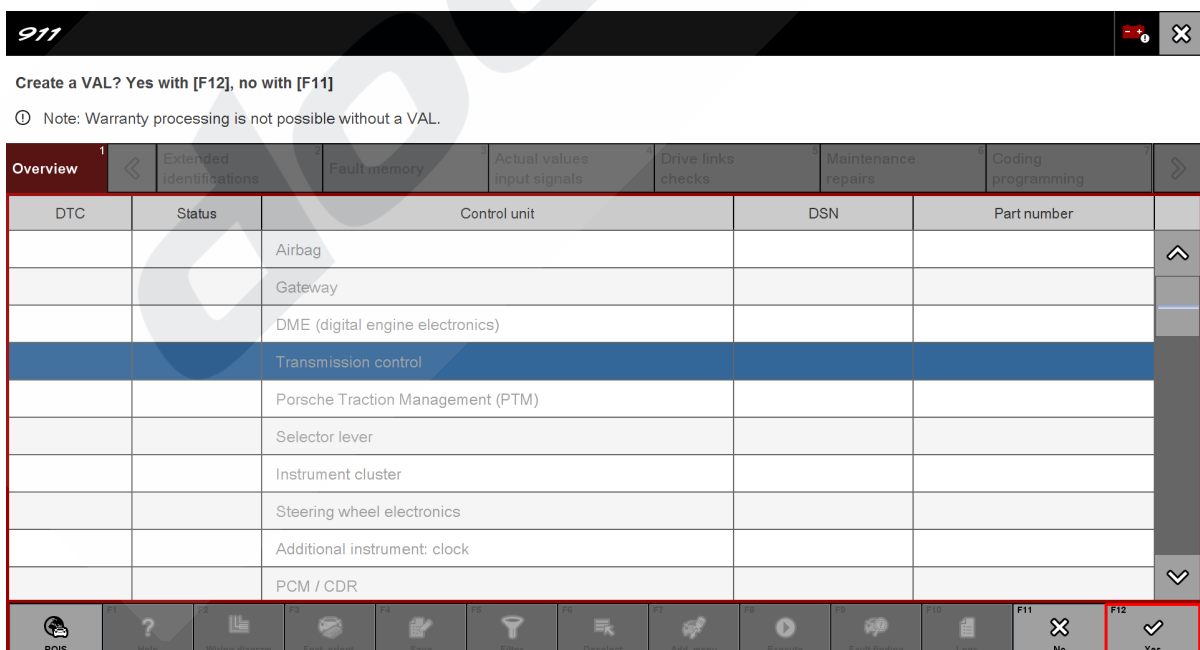 911
Create a VAL? Yes with [F12], no with [F11]
Note: Warranty processing is not possible without a VAL.
Overview 1
Extended identifications 2
Fault memory 3
Actual values input signals 4
Drive links checks 5
Maintenance repairs 6
Coding programming 7
DTC Status Control unit DSN Part number
Airbag
Gateway
DME (digital engine electronics)
Transmission control
Porsche Traction Management (PTM)
Selector lever
Instrument cluster
Steering wheel electronics
Additional instrument: clock
PCM / CDR
F1 F2 F3 F4 F5 F6 F7 F8 F9 F10 F11 F12
POIS Help No Yes